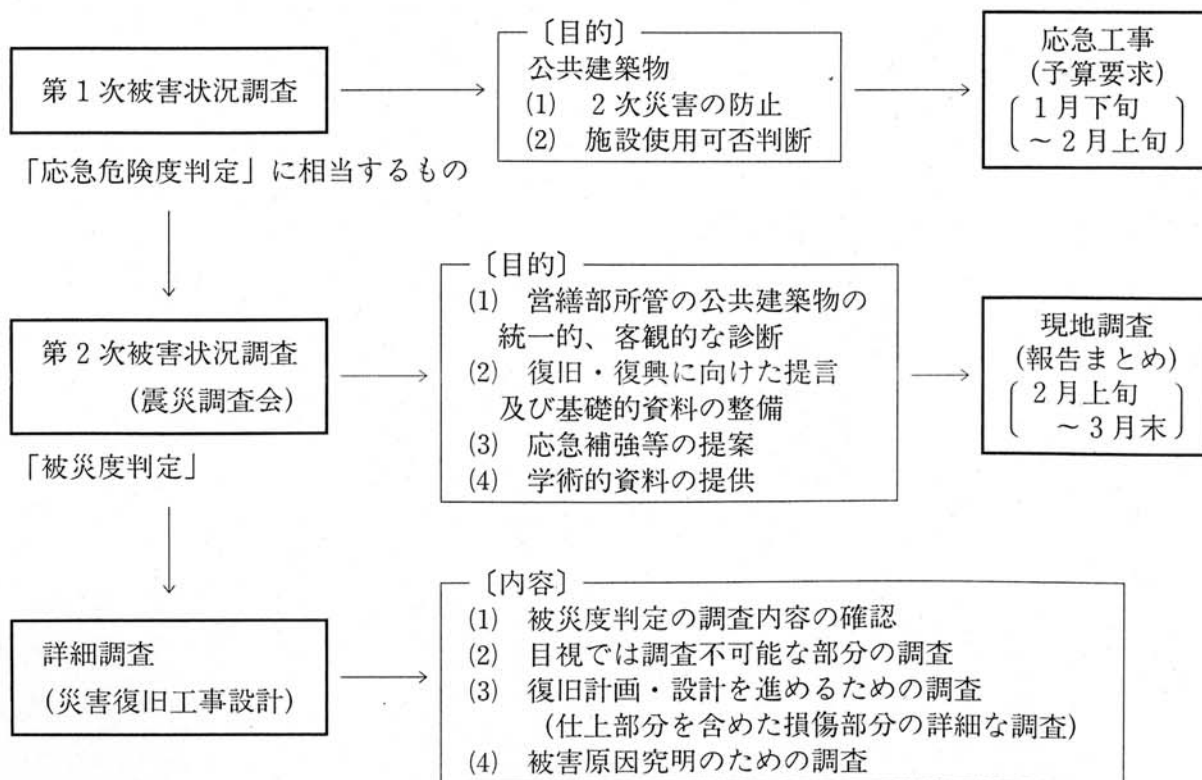 第1次被害状況調査
「応急危険度判定」に相当するもの
〔目的〕
公共建築物
(1) 2次災害の防止
(2) 施設使用可否判断
応急工事
(予算要求)
1月下旬
~2月上旬
第2次被害状況調査
(震災調査会)
「被災度判定」
〔目的〕
(1) 営繕部所管の公共建築物の
統一的、客観的な診断
(2) 復旧・復興に向けた提言
及び基礎的資料の整備
(3) 応急補強等の提案
(4) 学術的資料の提供
現地調査
(報告まとめ)
2月上旬
~3月末
詳細調査
(災害復旧工事設計)
〔内容〕
(1) 被災度判定の調査内容の確認
(2) 目視では調査不可能な部分の調査
(3) 復旧計画・設計を進めるための調査
(仕上部分を含めた損傷部分の詳細な調査)
(4) 被害原因究明のための調査